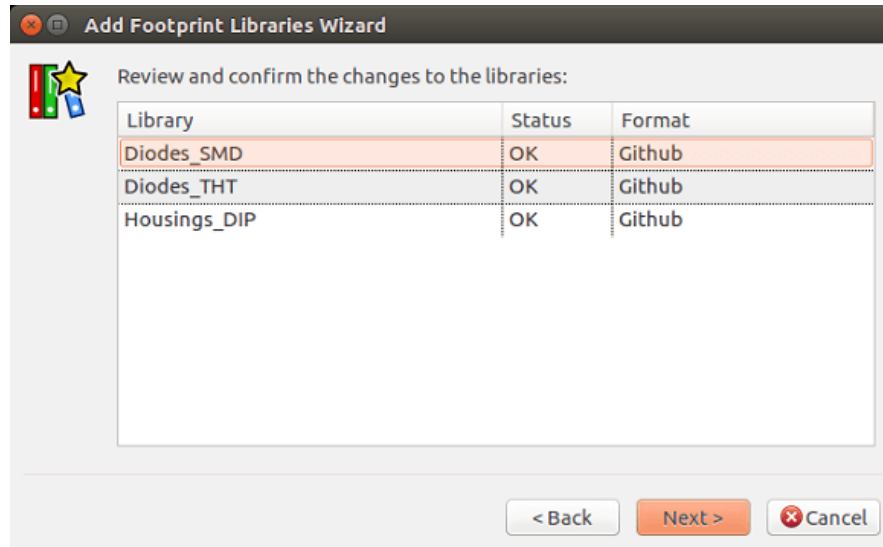 Add Footprint Libraries Wizard
Review and confirm the changes to the libraries:
Library Status Format
Diodes_SMD OK Github
Diodes_THT OK Github
Housings_DIP OK Github
< Back Next > Cancel